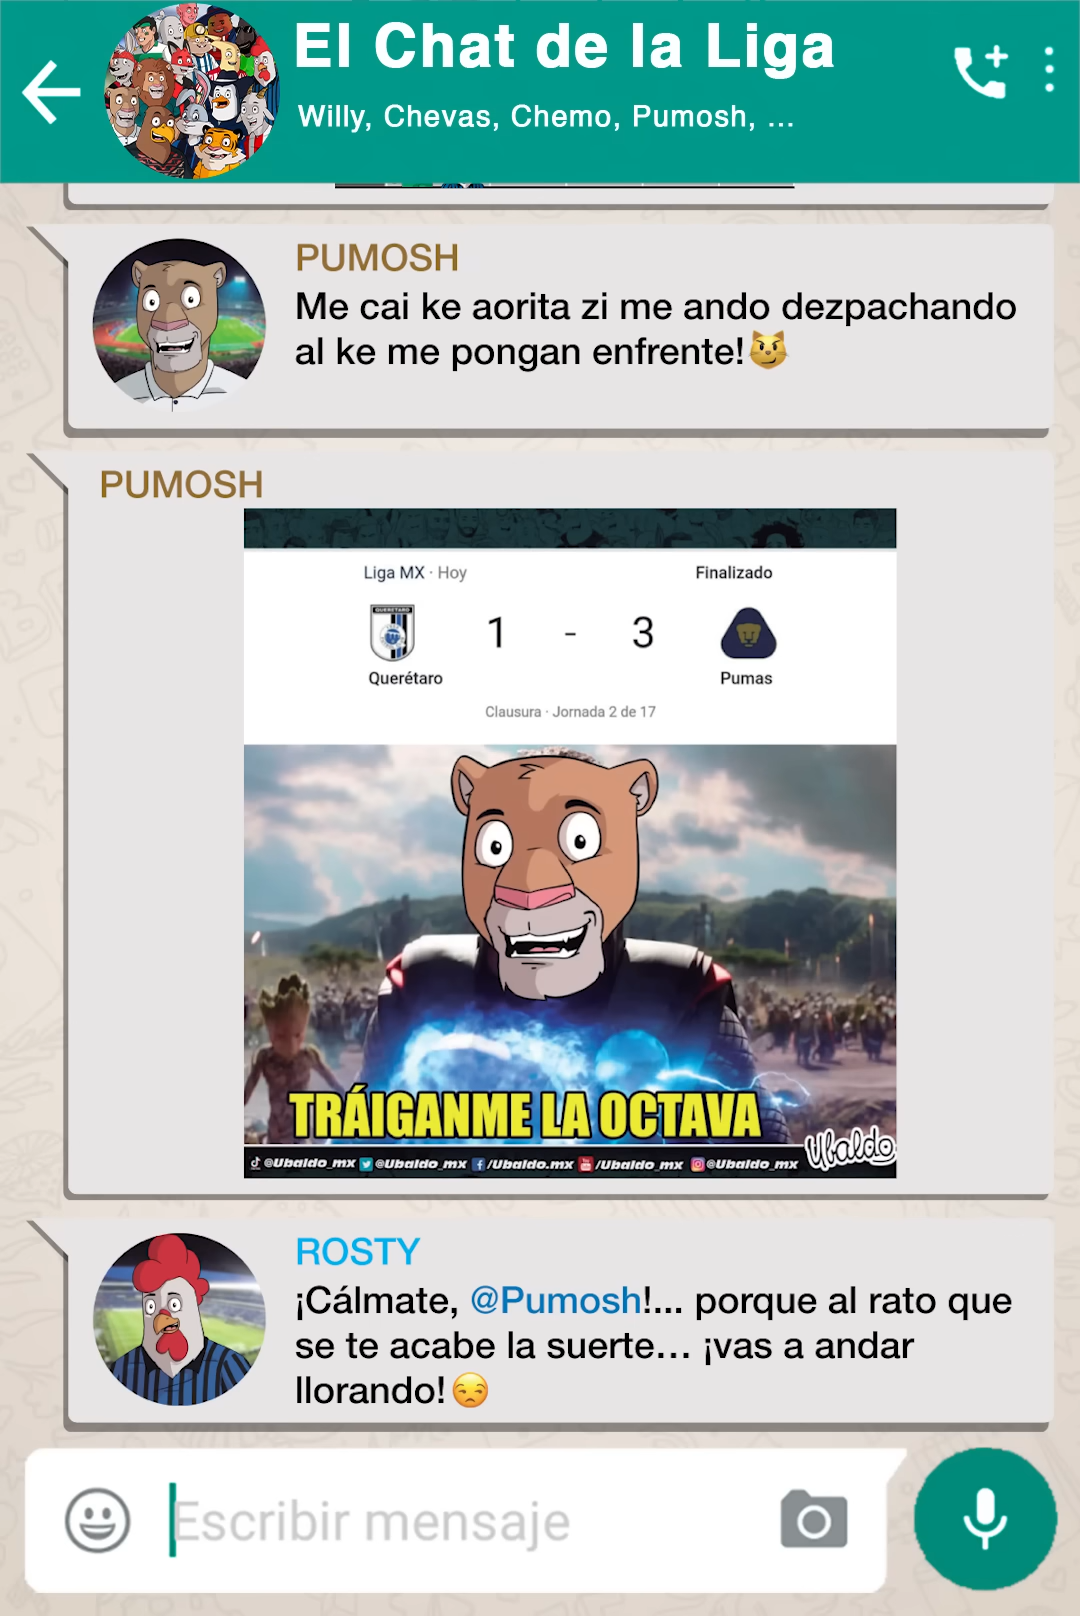 El Chat de la Liga
Willy, Chevas, Chemo, Pumosh, ...
PUMOSH
Me cai ke aorita zi me ando dezpachando
al ke me pongan enfrente!😼
PUMOSH
Liga MX · Hoy
Finalizado
QUERETARO
1 - 3
Querétaro
Pumas
Clausura · Jornada 2 de 17
TRÁIGANME LA OCTAVA
Ubaldo
@Ubaldo_mx @Ubaldo_mx /Ubaldo.mx /Ubaldo_mx @Ubaldo_mx
ROSTY
¡Cálmate, @Pumosh!... porque al rato que
se te acabe la suerte... ¡vas a andar
llorando!😒
Escribir mensaje